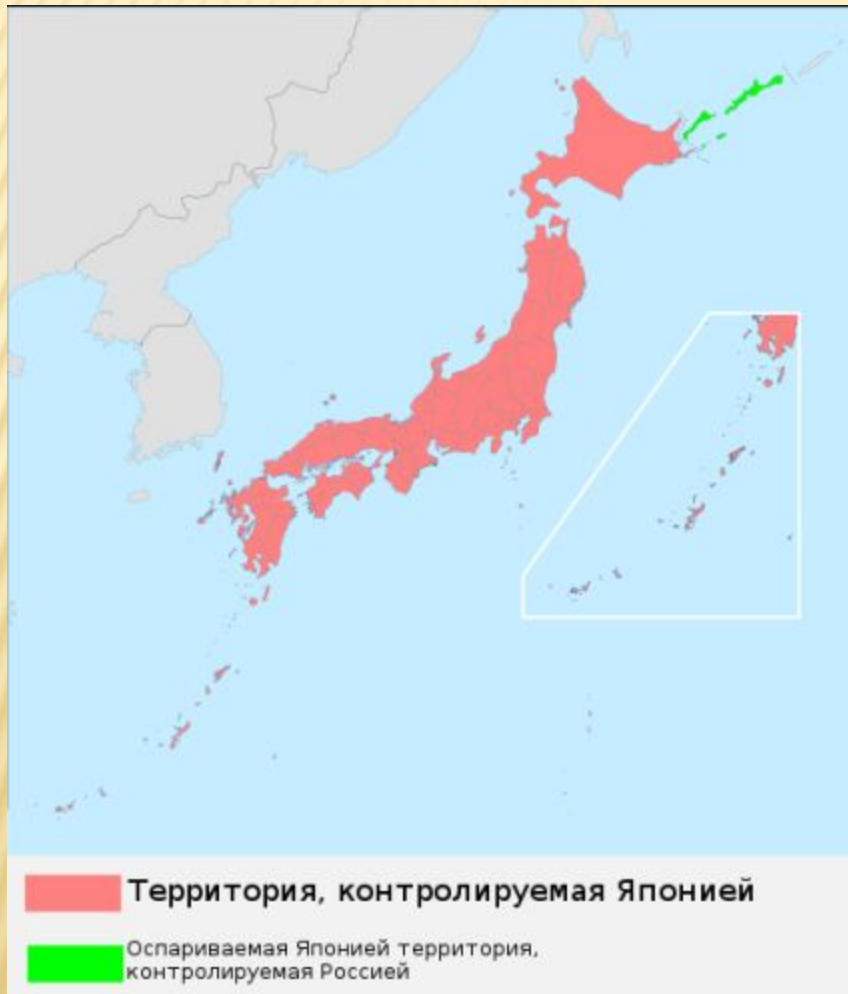 Территория, контролируемая Японией
Оспариваемая Японией территория,
контролируемая Россией